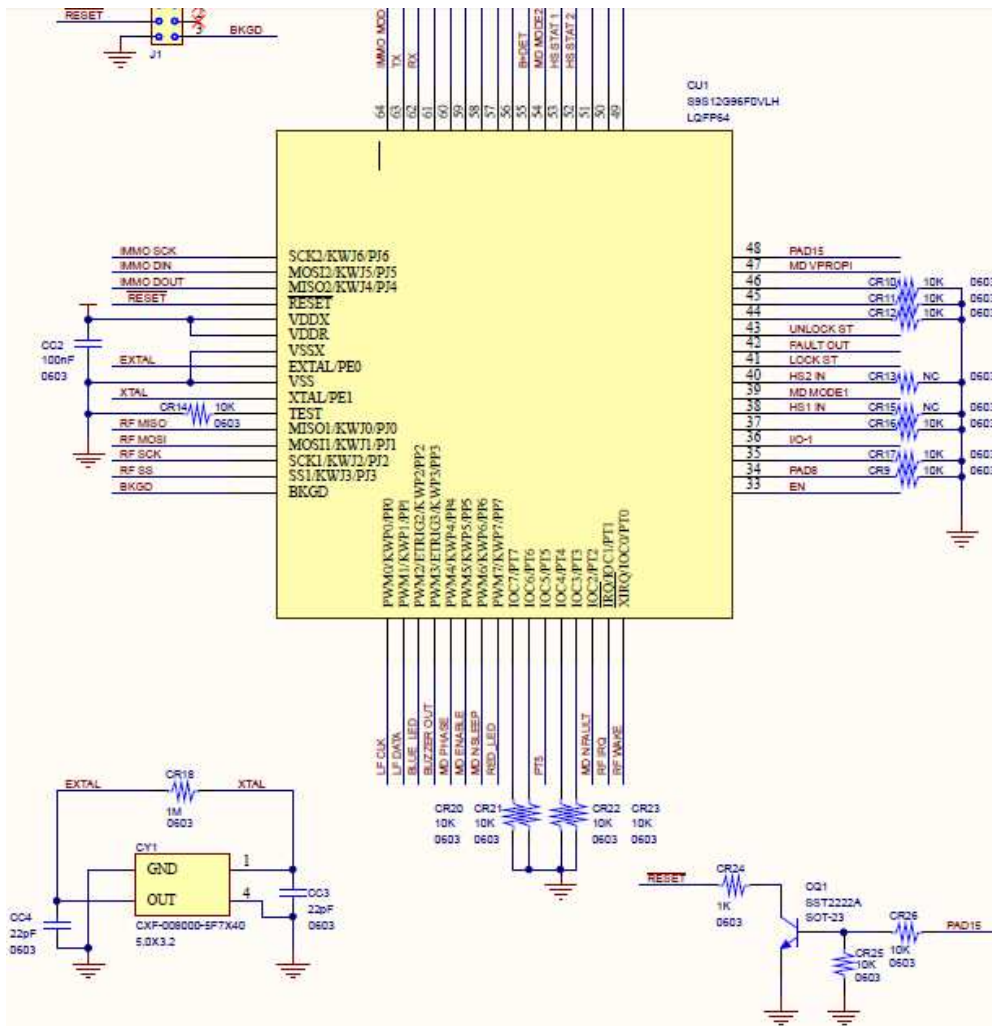 RESET
3
BKGD
J1
IMMO MOD
TX
RX
B+DET
MD MODE2
HS STAT 1
HS STAT 2
64
63
62
61
60
59
58
57
56
55
54
53
52
51
50
49
CU1
S9S12G96F0VLH
LQFP64
IMMO SCK
IMMO DIN
IMMO DOUT
RESET
CC2
100nF
0603
EXTAL
XTAL
CR14
10K
0603
RF MISO
RF MOSI
RF SCK
RF SS
BKGD
SCK2/KWJ6/PJ6
MOSI2/KWJ5/PJ5
MISO2/KWJ4/PJ4
RESET
VDDX
VDDR
VSSX
EXTAL/PE0
VSS
XTAL/PE1
TEST
MISO1/KWJ0/PJ0
MOSI1/KWJ1/PJ1
SCK1/KWJ2/PJ2
SS1/KWJ3/PJ3
BKGD
48 PAD15
47 MD VPROPI
46 CR10 10K 0603
45 CR11 10K 0603
44 CR12 10K 0603
43 UNLOCK ST
42 FAULT OUT
41 LOCK ST
40 HS2 IN CR13 NC 0603
39 MD MODE1
38 HS1 IN CR15 NC 0603
37 CR16 10K 0603
36 I/O-1
35 CR17 10K 0603
34 PAD8 CR9 10K 0603
33 EN
PWM0/KWP0/PP0
PWM1/KWP1/PP1
PWM2/ETRIG2/KWP2/PP2
PWM3/ETRIG3/KWP3/PP3
PWM4/KWP4/PP4
PWM5/KWP5/PP5
PWM6/KWP6/PP6
PWM7/KWP7/PP7
IOC7/PT7
IOC6/PT6
IOC5/PT5
IOC4/PT4
IOC3/PT3
IOC2/PT2
IRQ/IOC1/PT1
XIRQ/IOC0/PT0
LF CLK
LF DATA
BLUE_LED
BUZZER OUT
MD PHASE
MD ENABLE
MD NSLEEP
RED_LED
PT5
MD NFAULT
RF IRQ
RF WAKE
CR20 CR21 CR22 CR23
10K 10K 10K 10K
0603 0603 0603 0603
EXTAL
CR18
XTAL
1M
0603
CY1
GND 1
OUT 4
CC4
22pF
0603
CXF-008000-5F7X40
5.0X3.2
CC3
22pF
0603
RESET
CR24
1K
0603
CQ1
SST2222A
SOT-23
CR26
10K
0603
PAD15
CR25
10K
0603